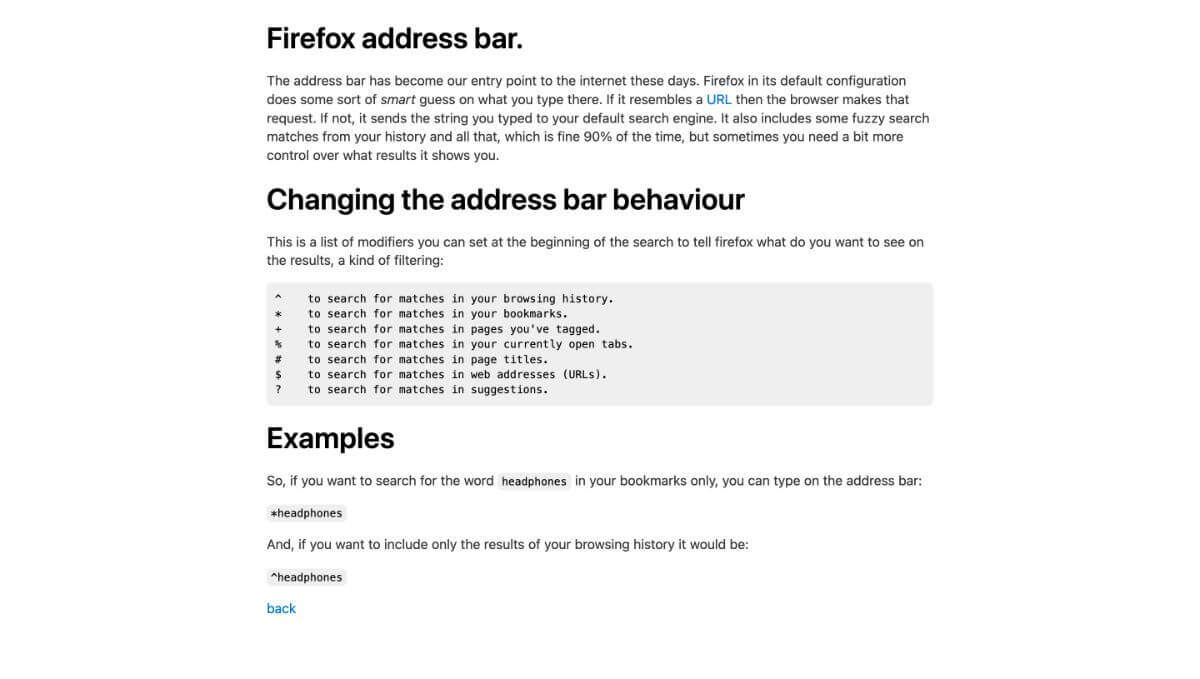 Firefox address bar.
The address bar has become our entry point to the internet these days. Firefox in its default configuration
does some sort of smart guess on what you type there. If it resembles a URL then the browser makes that
request. If not, it sends the string you typed to your default search engine. It also includes some fuzzy search
matches from your history and all that, which is fine 90% of the time, but sometimes you need a bit more
control over what results it shows you.
Changing the address bar behaviour
This is a list of modifiers you can set at the beginning of the search to tell firefox what do you want to see on
the results, a kind of filtering:
^ to search for matches in your browsing history.
* to search for matches in your bookmarks.
+ to search for matches in pages you've tagged.
% to search for matches in your currently open tabs.
# to search for matches in page titles.
$ to search for matches in web addresses (URLs).
? to search for matches in suggestions.
Examples
So, if you want to search for the word headphones in your bookmarks only, you can type on the address bar:
*headphones
And, if you want to include only the results of your browsing history it would be:
^headphones
back